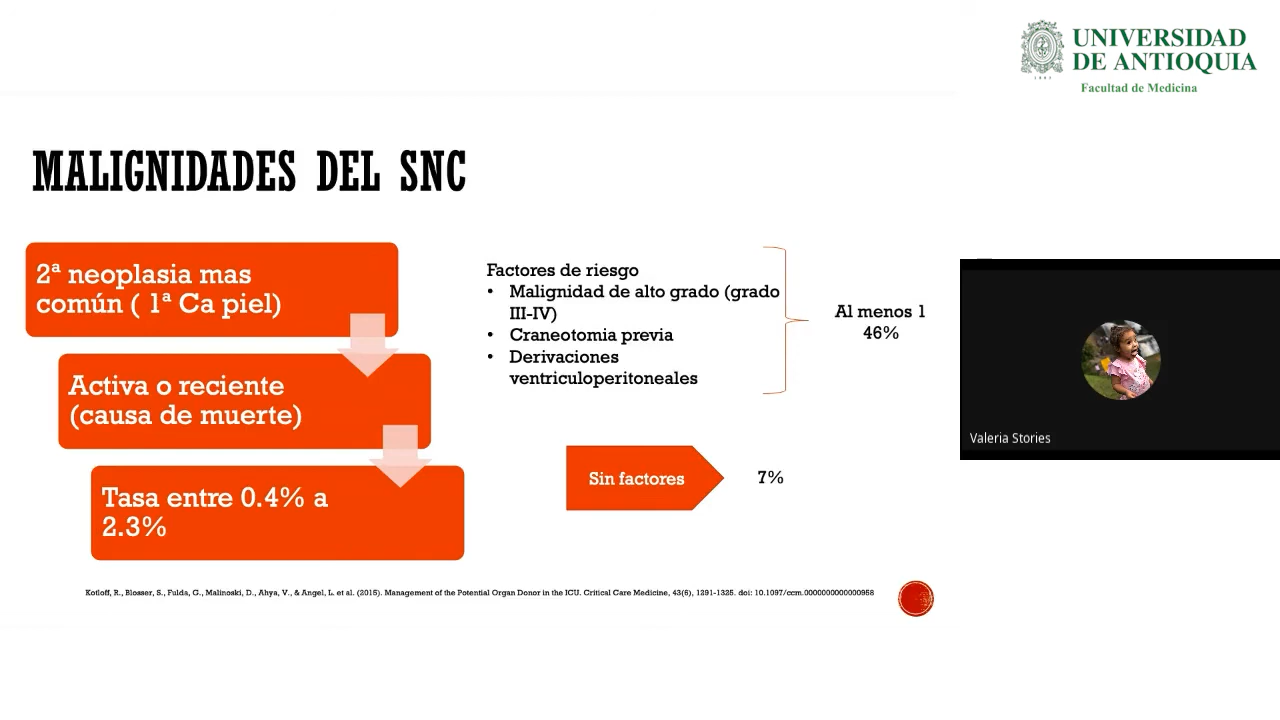 UNIVERSIDAD
DE ANTIOQUIA
1803
Facultad de Medicina
MALIGNIDADES DEL SNC
2ª neoplasia mas
común ( 1ª Ca piel)
Activa o reciente
(causa de muerte)
Tasa entre 0.4% a
2.3%
Factores de riesgo
• Malignidad de alto grado (grado
III-IV)
• Craneotomia previa
• Derivaciones
ventriculoperitoneales
Al menos 1
46%
Sin factores
7%
Valeria Stories
Kotloff, R., Blosser, S., Fulda, G., Malinoski, D., Ahya, V., & Angel, L. et al. (2015). Management of the Potential Organ Donor in the ICU. Critical Care Medicine, 43(6), 1291-1325. doi: 10.1097/ccm.0000000000000958